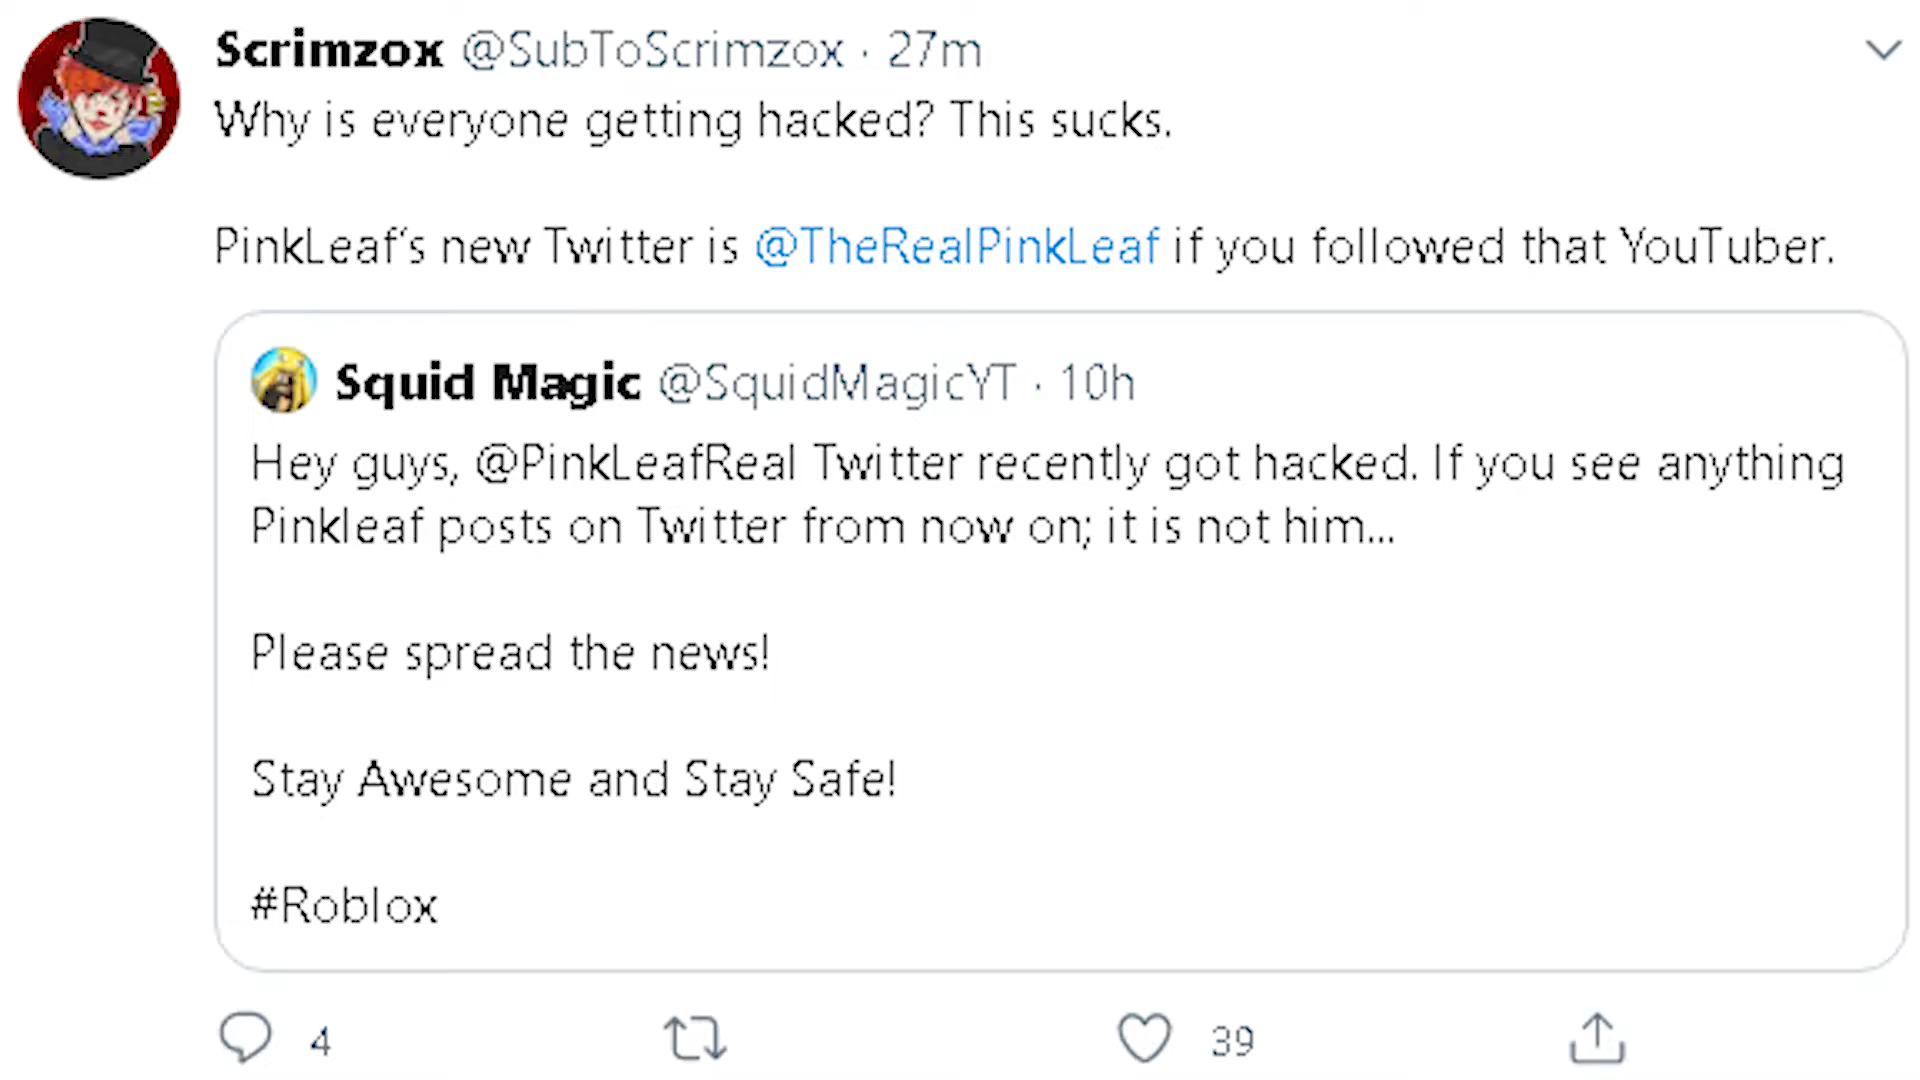 Scrimzox @SubToScrimzox · 27m
Why is everyone getting hacked? This sucks.
PinkLeaf's new Twitter is @TheRealPinkLeaf if you followed that YouTuber.
Squid Magic @SquidMagicYT · 10h
Hey guys, @PinkLeafReal Twitter recently got hacked. If you see anything
Pinkleaf posts on Twitter from now on; it is not him...
Please spread the news!
Stay Awesome and Stay Safe!
#Roblox
4 39